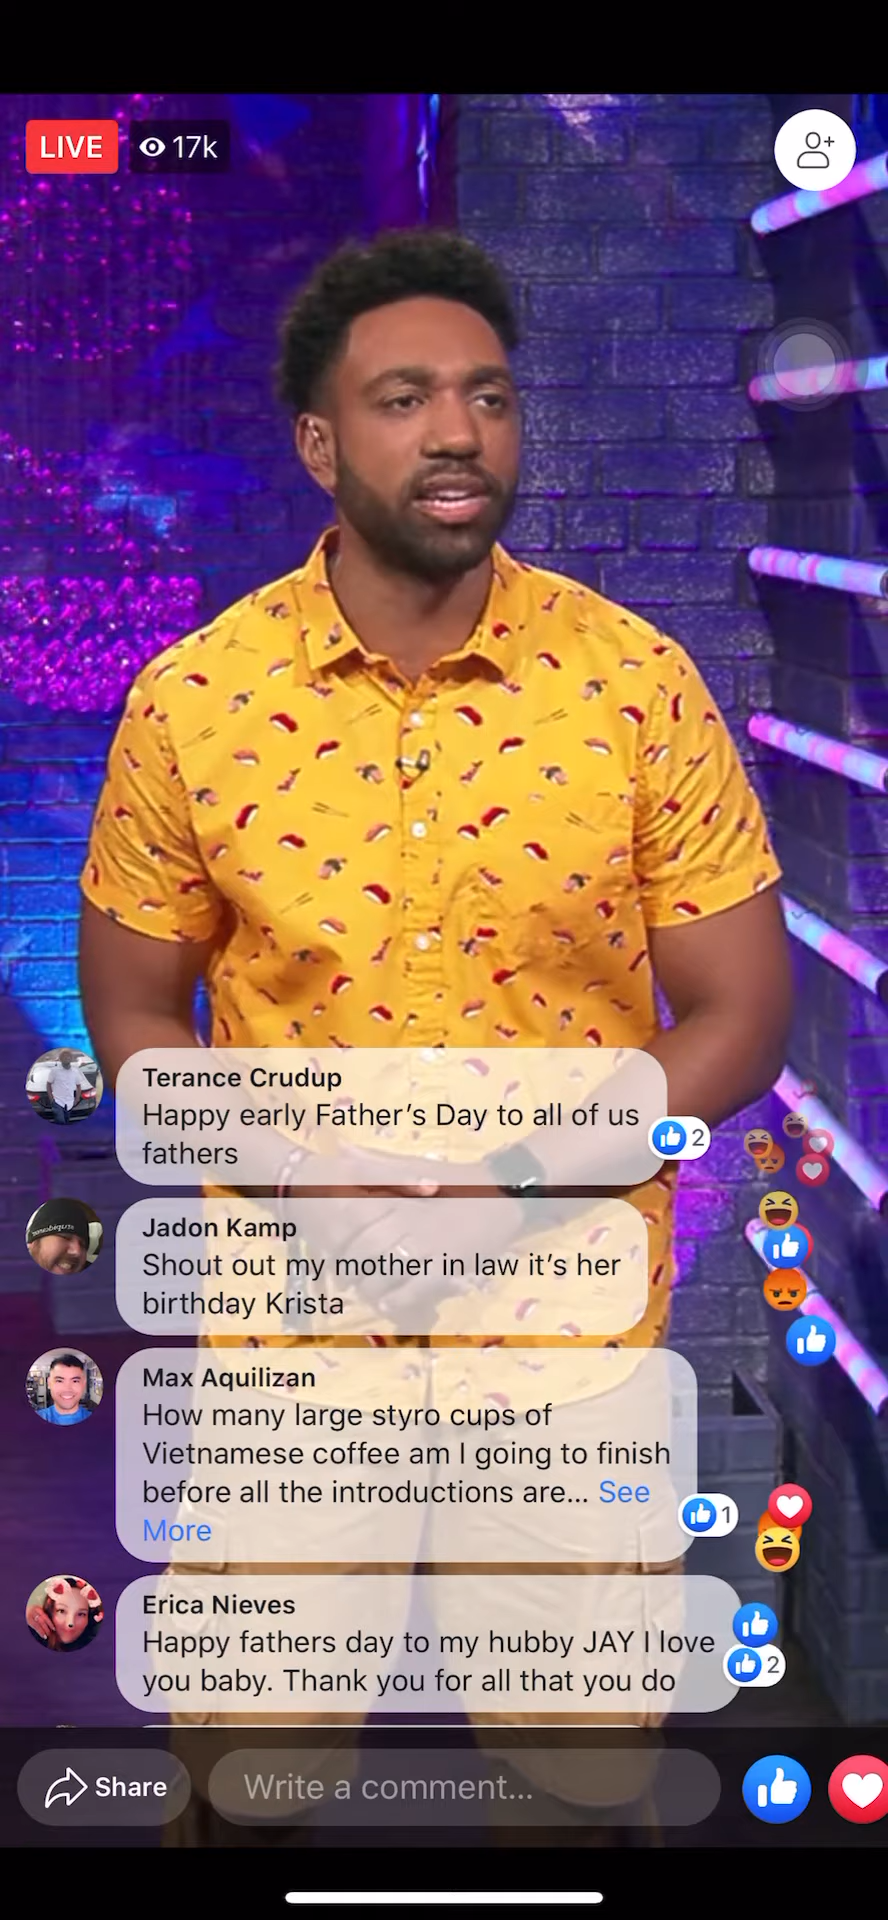 LIVE 17k
Terance Crudup
Happy early Father’s Day to all of us
fathers
2
Jadon Kamp
Shout out my mother in law it’s her
birthday Krista
Max Aquilizan
How many large styro cups of
Vietnamese coffee am I going to finish
before all the introductions are... See
More
1
Erica Nieves
Happy fathers day to my hubby JAY I love
you baby. Thank you for all that you do
2
Share
Write a comment...